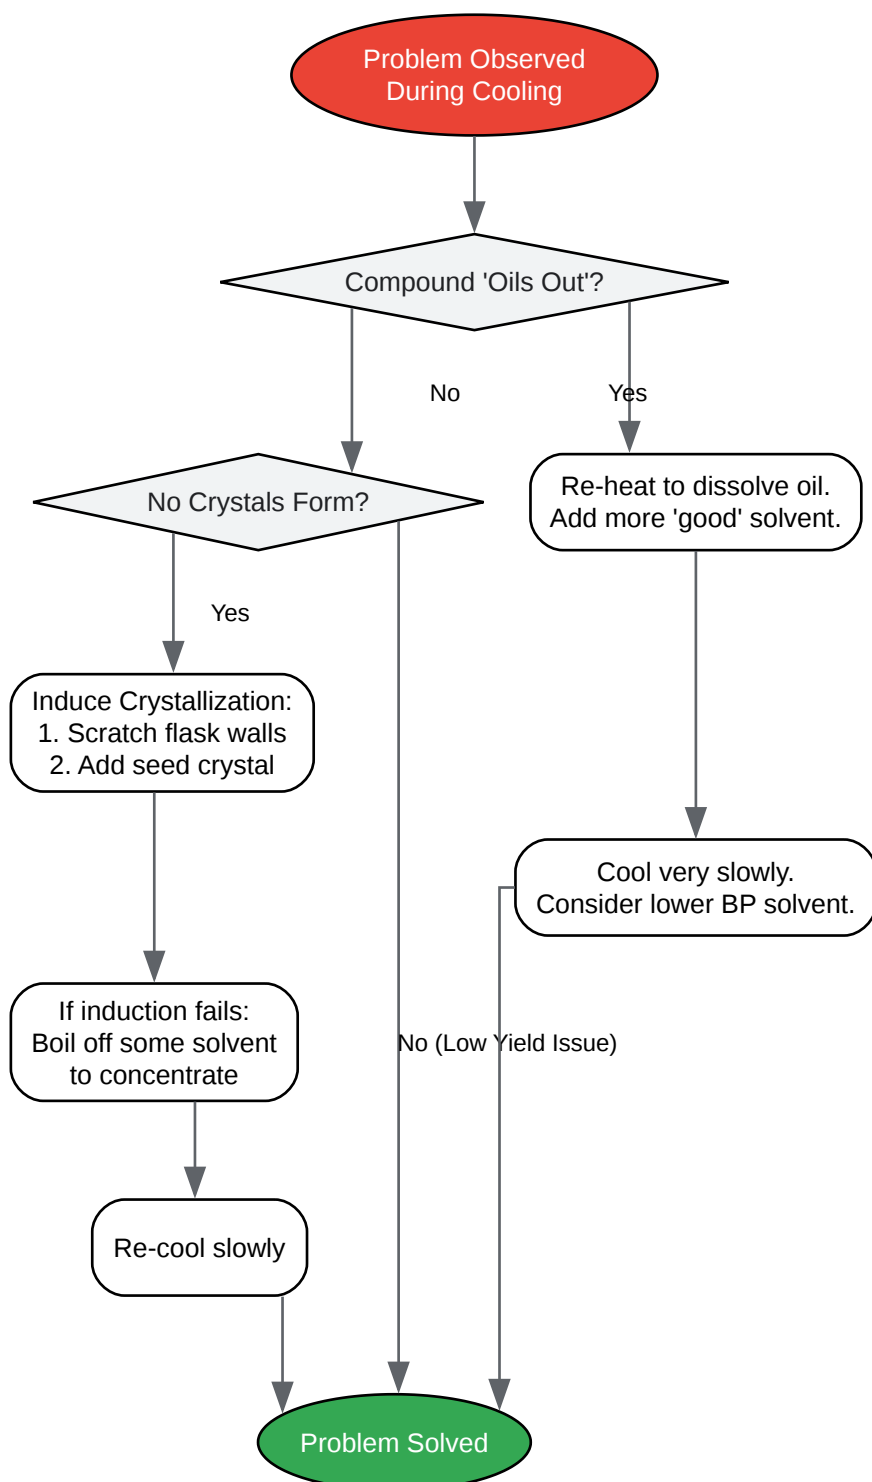 Problem Observed
During Cooling
Compound 'Oils Out'?
No
Yes
No Crystals Form?
Re-heat to dissolve oil.
Add more 'good' solvent.
Yes
Induce Crystallization:
1. Scratch flask walls
2. Add seed crystal
Cool very slowly.
Consider lower BP solvent.
If induction fails:
Boil off some solvent
to concentrate
No (Low Yield Issue)
Re-cool slowly
Problem Solved